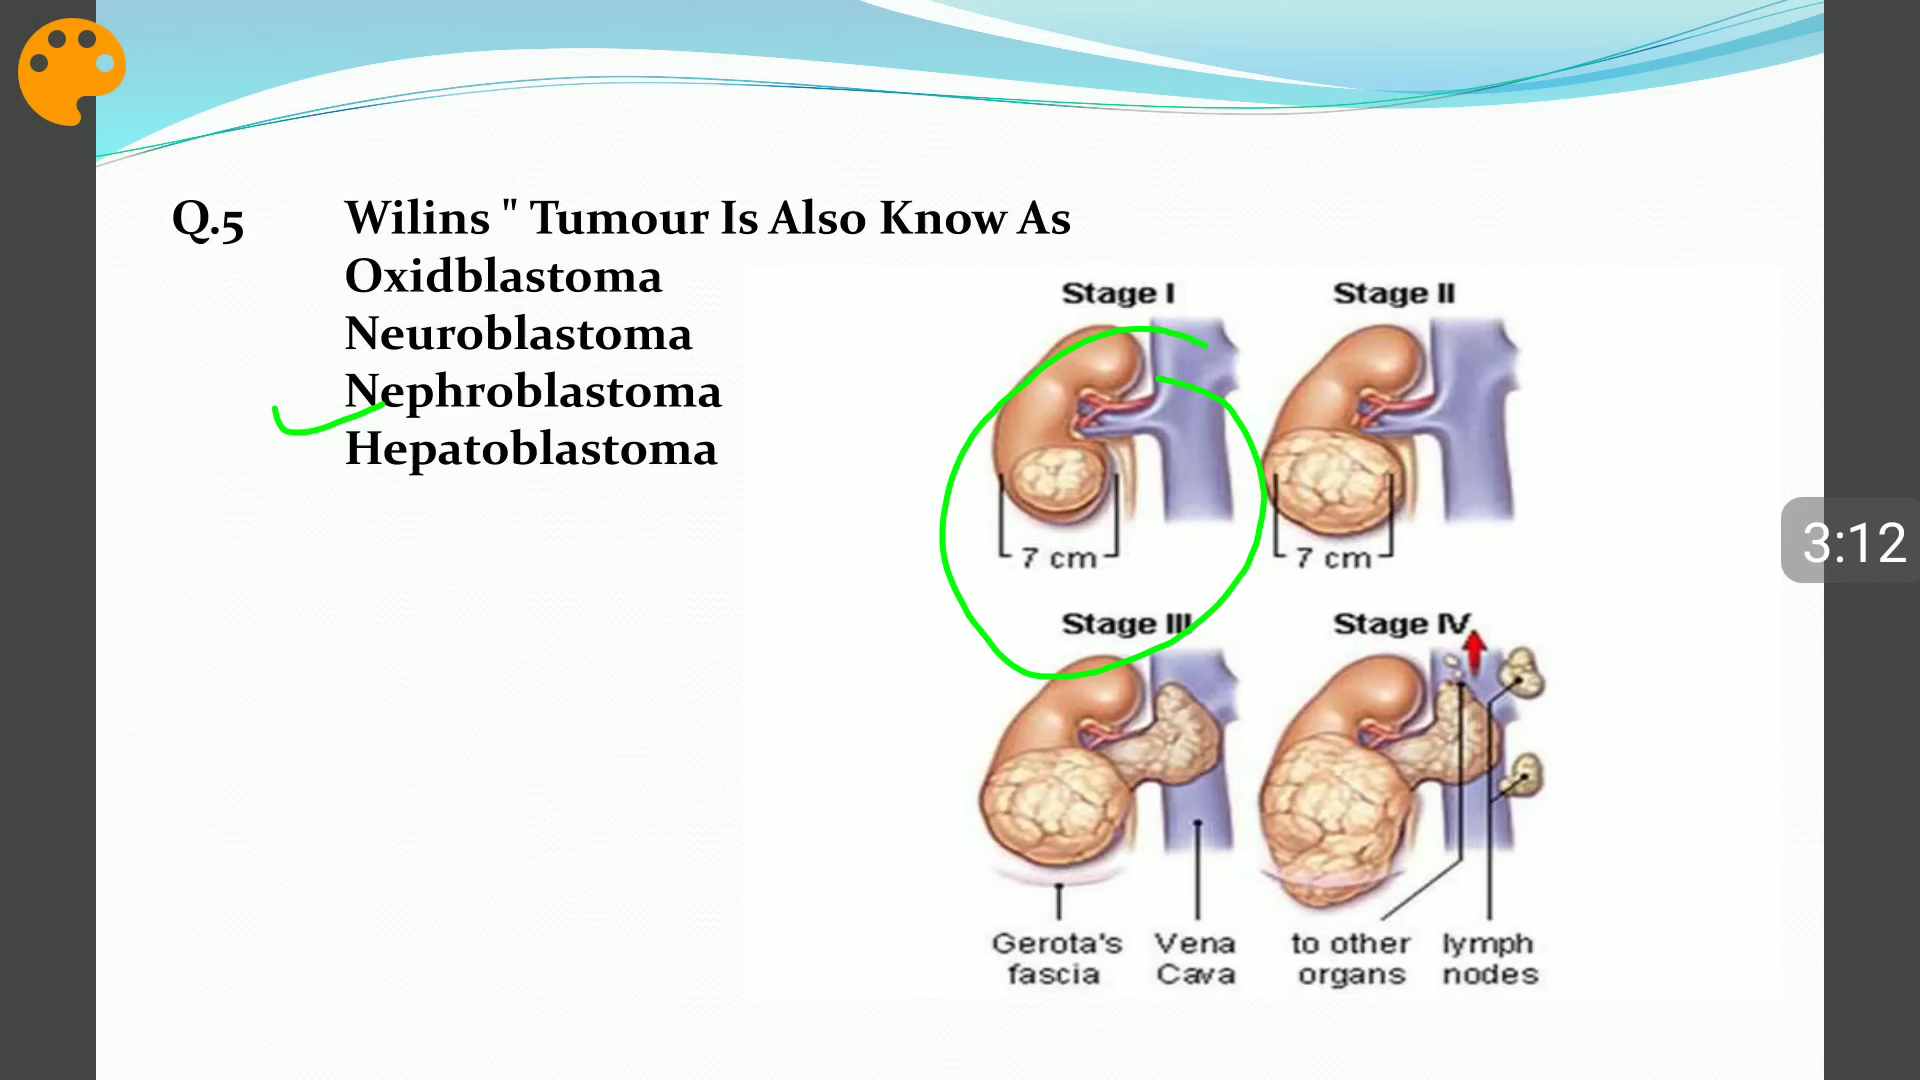 Q.5 Wilins " Tumour Is Also Know As
Oxidblastoma
Neuroblastoma
Nephroblastoma
Hepatoblastoma
Stage I
Stage II
7 cm
7 cm
Stage III
Stage IV
Gerota's
fascia
Vena
Cava
to other
organs
lymph
nodes
3:12